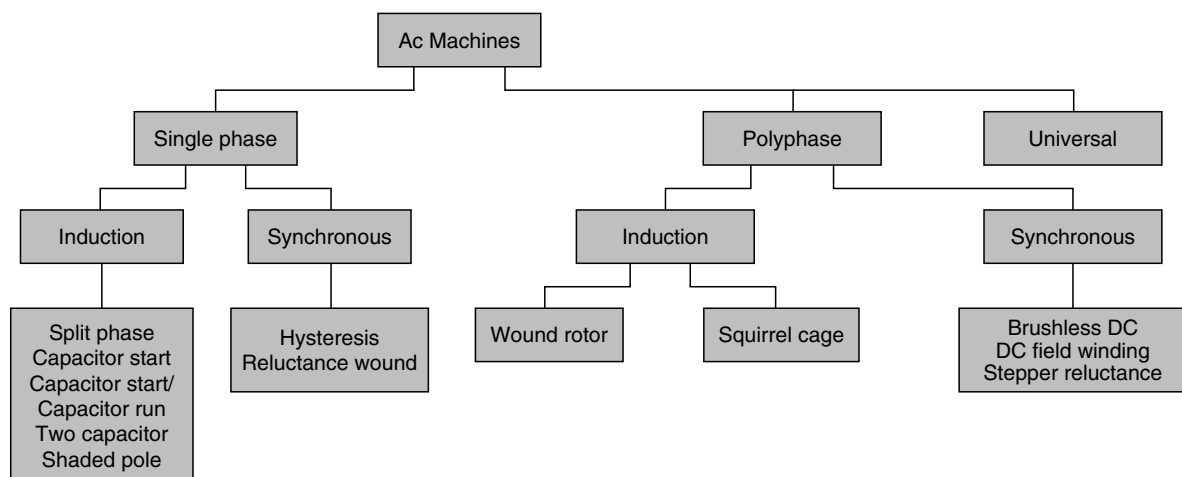 Ac Machines
Single phase
Polyphase
Universal
Induction
Synchronous
Induction
Synchronous
Split phase
Capacitor start
Capacitor start/
Capacitor run
Two capacitor
Shaded pole
Hysteresis
Reluctance wound
Wound rotor
Squirrel cage
Brushless DC
DC field winding
Stepper reluctance